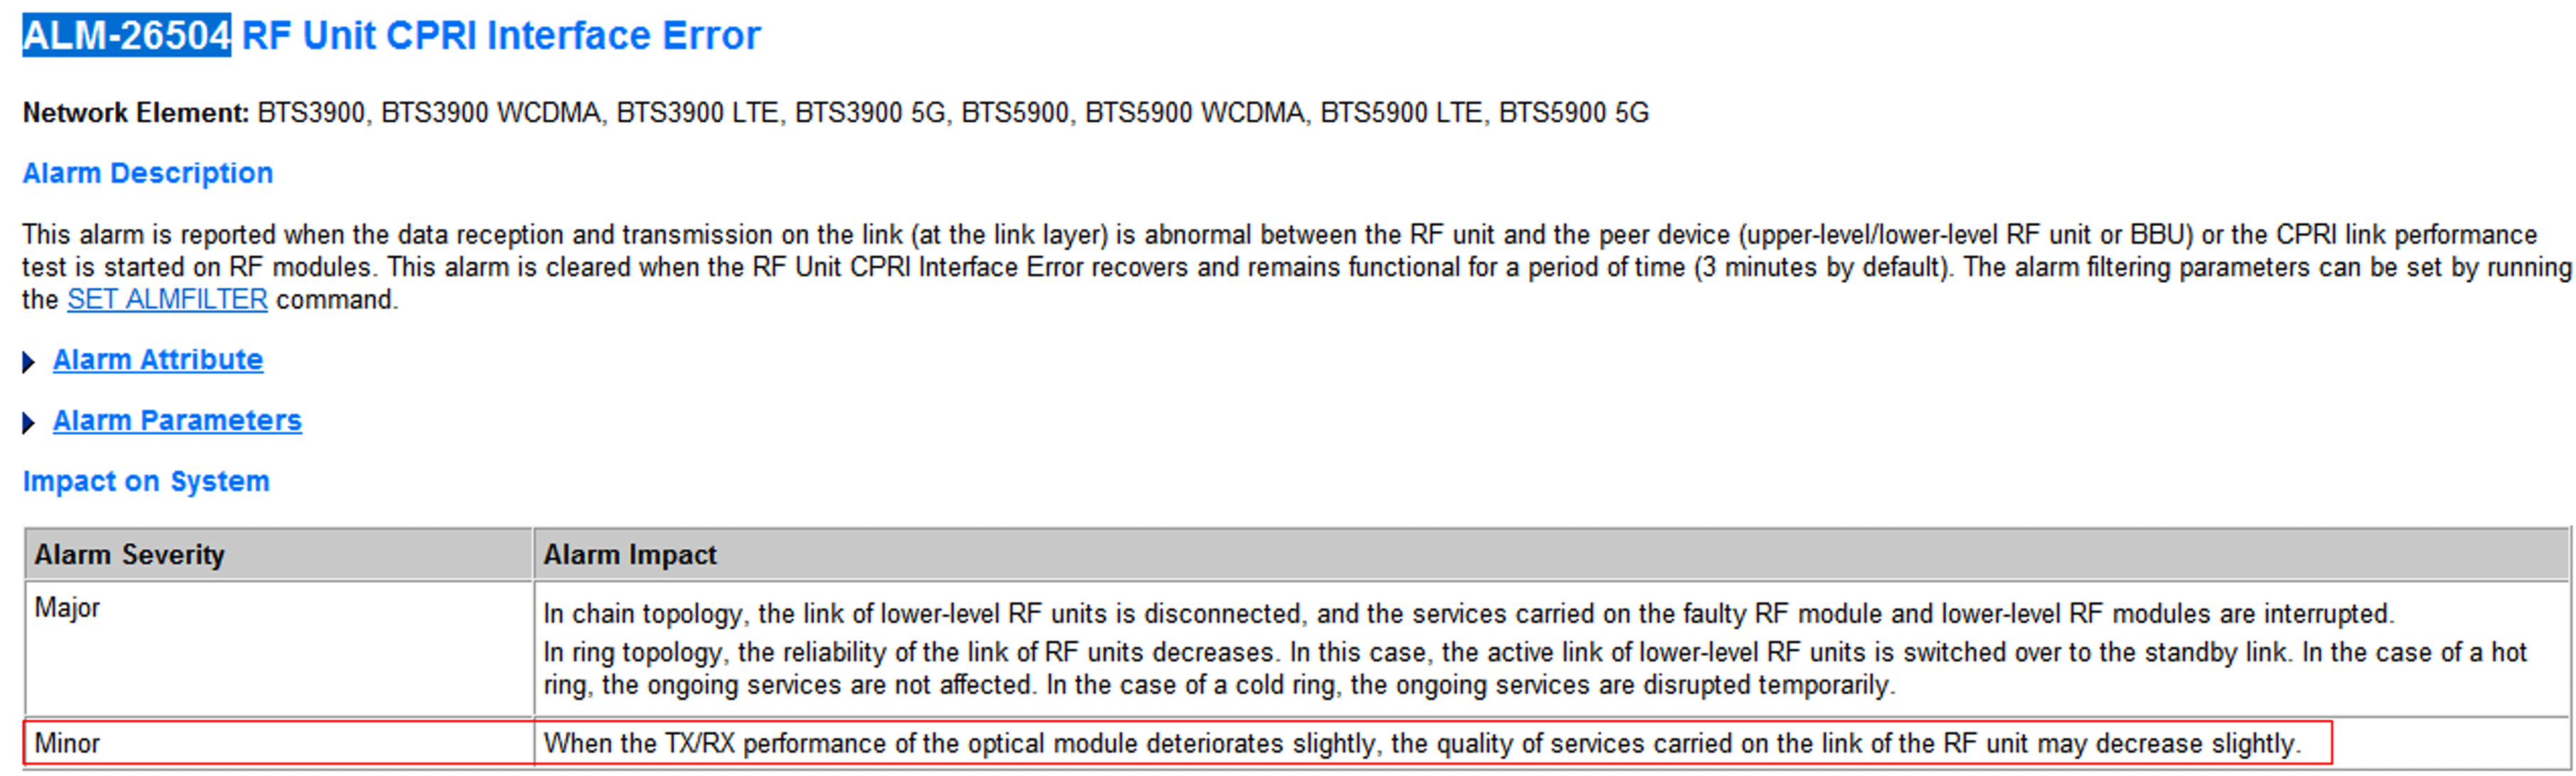 ALM-26504 RF Unit CPRI Interface Error
Network Element: BTS3900, BTS3900 WCDMA, BTS3900 LTE, BTS3900 5G, BTS5900, BTS5900 WCDMA, BTS5900 LTE, BTS5900 5G
Alarm Description
This alarm is reported when the data reception and transmission on the link (at the link layer) is abnormal between the RF unit and the peer device (upper-level/lower-level RF unit or BBU) or the CPRI link performance
test is started on RF modules. This alarm is cleared when the RF Unit CPRI Interface Error recovers and remains functional for a period of time (3 minutes by default). The alarm filtering parameters can be set by running
the SET ALMFILTER command.
Alarm Attribute
Alarm Parameters
Impact on System
Alarm Severity Alarm Impact
Major In chain topology, the link of lower-level RF units is disconnected, and the services carried on the faulty RF module and lower-level RF modules are interrupted.
In ring topology, the reliability of the link of RF units decreases. In this case, the active link of lower-level RF units is switched over to the standby link. In the case of a hot
ring, the ongoing services are not affected. In the case of a cold ring, the ongoing services are disrupted temporarily.
Minor When the TX/RX performance of the optical module deteriorates slightly, the quality of services carried on the link of the RF unit may decrease slightly.